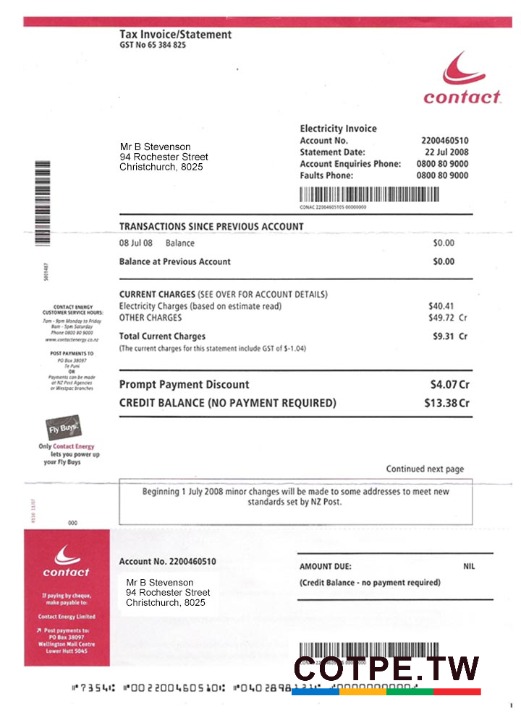 Tax Invoice/Statement
GST No 65 384 825
contact
Electricity Invoice
Account No. 2200460510
Statement Date: 22 Jul 2008
Account Enquiries Phone: 0800 80 9000
Faults Phone: 0800 80 9000
Mr B Stevenson
94 Rochester Street
Christchurch, 8025
TRANSACTIONS SINCE PREVIOUS ACCOUNT
08 Jul 08 Balance $0.00
Balance at Previous Account $0.00
CURRENT CHARGES (SEE OVER FOR ACCOUNT DETAILS)
Electricity Charges (based on estimate read) $40.41
OTHER CHARGES $49.72 Cr
Total Current Charges $9.31 Cr
(The current charges for this statement include GST of $-1.04)
Prompt Payment Discount $4.07 Cr
CREDIT BALANCE (NO PAYMENT REQUIRED) $13.38 Cr
CONTACT ENERGY
CUSTOMER SERVICE HOURS:
7am - 9pm Monday to Friday
8am - 5pm Saturday
Phone 0800 80 9000
www.contactenergy.co.nz
POST PAYMENTS TO
PO Box 38097
Te Puni
OR
Payments can be made
at NZ Post Agencies
or Westpac branches
Fly Buys
Only Contact Energy
lets you power up
your Fly Buys
Continued next page
Beginning 1 July 2008 minor changes will be made to some addresses to meet new
standards set by NZ Post.
000
contact
If paying by cheque,
make payable to:
Contact Energy Limited
Post payments to:
PO Box 38097
Wellington Mail Centre
Lower Hutt 5045
Account No. 2200460510
Mr B Stevenson
94 Rochester Street
Christchurch, 8025
AMOUNT DUE: NIL
(Credit Balance - no payment required)
COTPE.TW
1